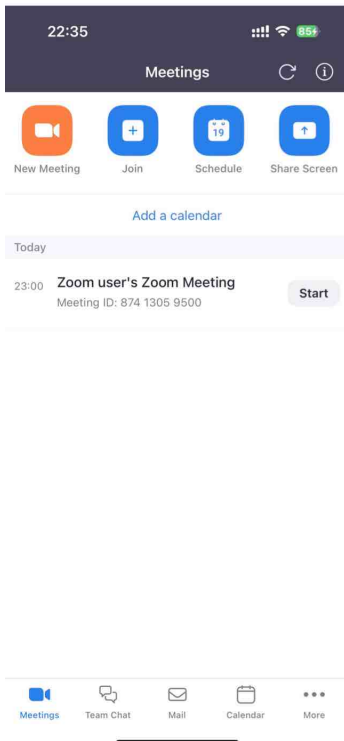 22:35
85
Meetings
New Meeting
Join
19
Schedule
Share Screen
Add a calendar
Today
23:00
Zoom user's Zoom Meeting
Meeting ID: 874 1305 9500
Start
Meetings
Team Chat
Mail
Calendar
More